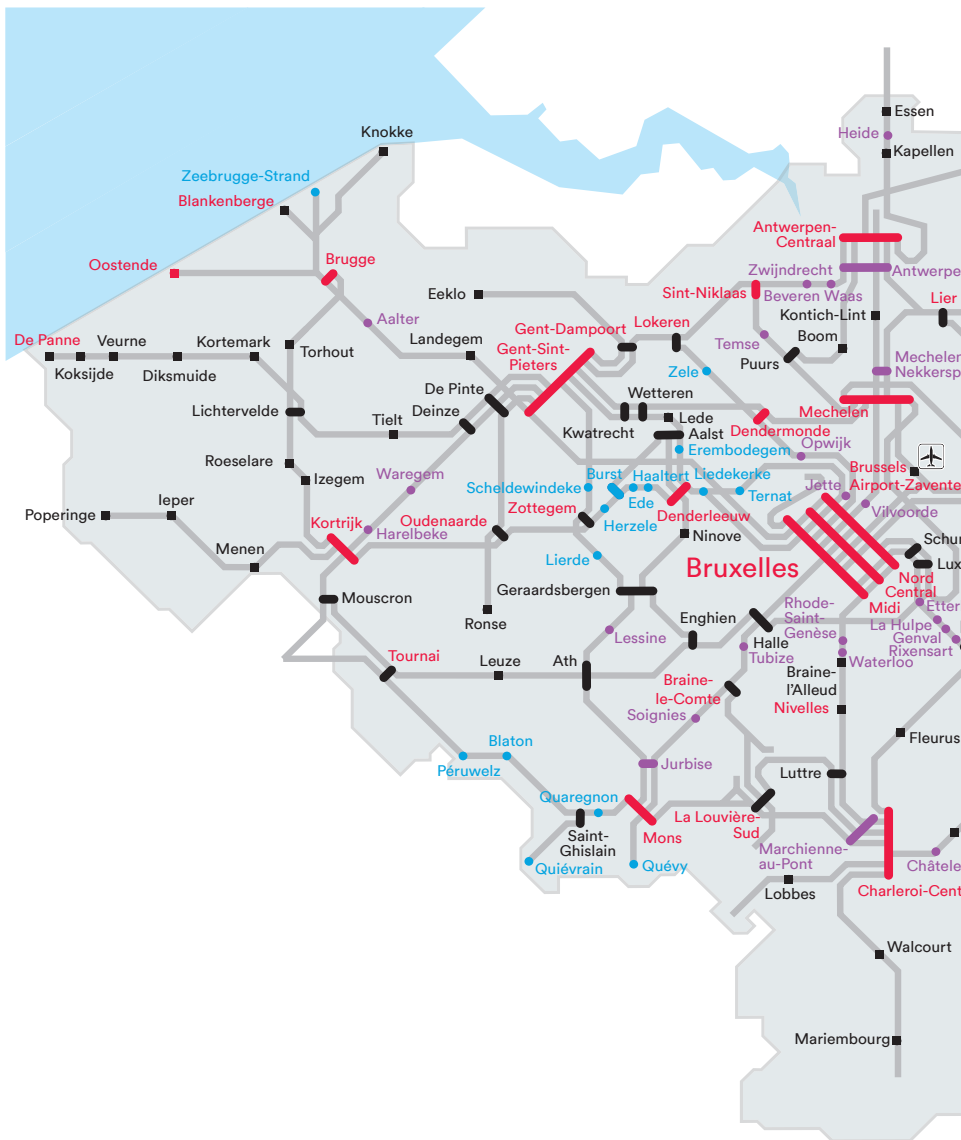 Essen
Heide
Kapellen
Knokke
Zeebrugge-Strand
Blankenberge
Antwerpen-
Centraal
Oostende
Brugge
Zwijndrecht
Antwerpe
Eeklo
Sint-Niklaas
Beveren Waas
Lier
Aalter
Gent-Dampoort
Lokeren
Kontich-Lint
De Panne
Veurne
Kortemark
Landegem
Gent-Sint-
Pieters
Temse
Boom
Torhout
Puurs
Koksijde
Diksmuide
Zele
Mechelen
Nekkersp
De Pinte
Wetteren
Lichtervelde
Deinze
Mechelen
Tielt
Lede
Kwatrecht
Aalst
Dendermonde
Erembodegem
Opwijk
Roeselare
Burst
Haaltert
Liedekerke
Brussels
Izegem
Waregem
Scheldewindeke
Jette
Airport-Zavente
Ede
Ternat
Ieper
Zottegem
Herzele
Denderleeuw
Vilvoorde
Poperinge
Kortrijk
Oudenaarde
Harelbeke
Ninove
Menen
Lierde
Bruxelles
Schum
Lux
Geraardsbergen
Nord
Central
Midi
Mouscron
Ronse
Enghien
Rhode-
Saint-
Genèse
Etter
La Hulpe
Genval
Rixensart
Lessine
Halle
Tournai
Leuze
Ath
Tubize
Waterloo
Braine-
le-Comte
Braine-
l'Alleud
Nivelles
Soignies
Fleurus
Blaton
Péruwelz
Jurbise
Luttre
Quaregnon
La Louvière-
Sud
Saint-
Ghislain
Mons
Marchienne-
au-Pont
Quiévrain
Quévy
Châtele
Lobbes
Charleroi-Cent
Walcourt
Mariembourg